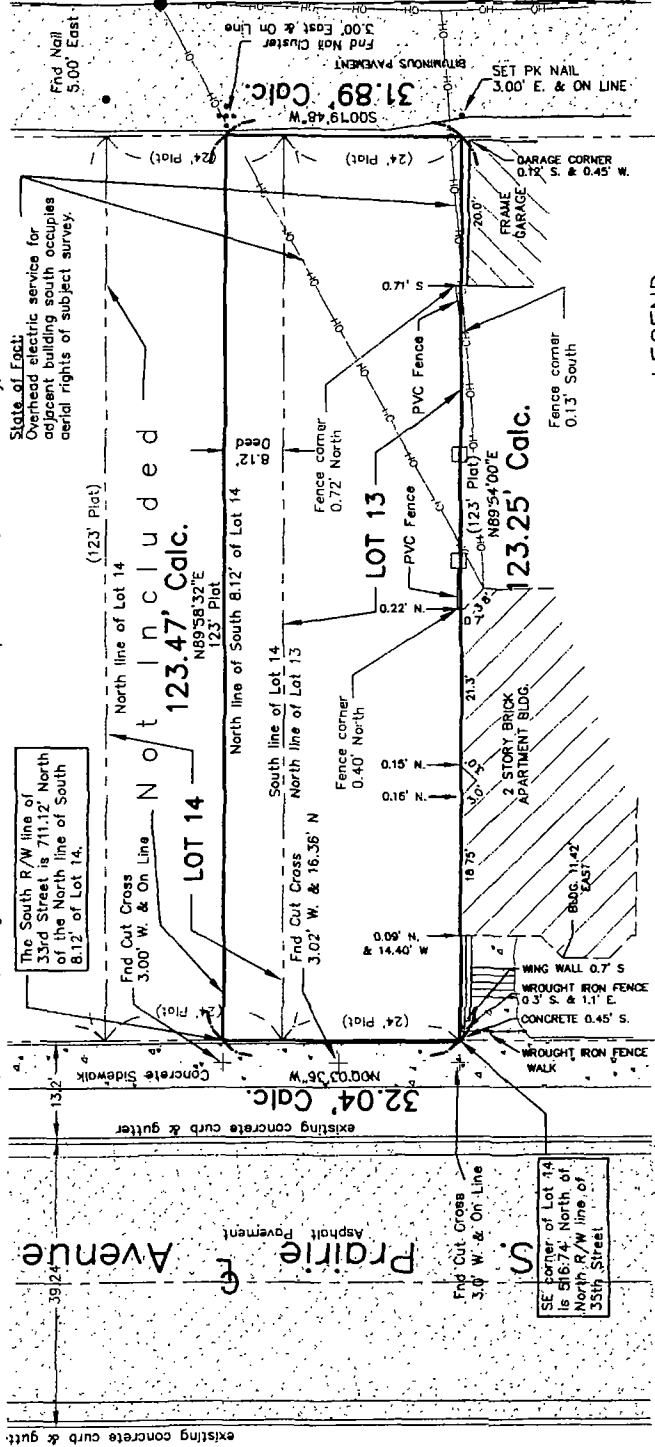 Fnd Nail
5.00' East
Fnd Nail Cluster
3.00' East & On Line
BITUMINOUS PAVEMENT
31.89' Calc.
S00°19'48"W
SET PK NAIL
3.00' E. & ON LINE
State of Fact:
Overhead electric service for
adjacent building south occupies
aerial rights of subject survey.
(24' Plat)
(24' Plat)
GARAGE CORNER
0.12' S. & 0.45' W.
20.0'
FRAME
GARAGE
(123' Plat)
North line of Lot 14
Not Included
123.47' Calc.
N89°58'32"E
123' Plat
North line of South 8.12' of Lot 14
8.12'
Deed
South line of Lot 14
North line of Lot 13
LOT 14
LOT 13
0.71' S
Fence corner
0.72' North
PVC Fence
PVC Fence
Fence corner
0.13' South
(123' Plat)
N89°54'00"E
123.25' Calc.
LEGEND
0.22' N.
Fence corner
0.40' North
21.3'
0.15' N.
0.16' N.
2 STORY BRICK
APARTMENT BLDG.
18.75'
0.09' N.
& 14.40' W
BLDG. 11.42'
EAST
The South R/W line of
33rd Street is 711.12' North
of the North line of South
8.12' of Lot 14.
Fnd Cut Cross
3.00' W. & On Line
Fnd Cut Cross
3.02' W. & 16.36' N
(24' Plat)
(24' Plat)
WING WALL 0.7' S
WROUGHT IRON FENCE
0.3' S. & 1.1' E.
CONCRETE 0.45' S.
WROUGHT IRON FENCE
WALK
Concrete Sidewalk
N00°03'36"W
32.04' Calc.
13.2'
existing concrete curb & gutter
39.24'
S. Prairie Avenue
Asphalt Pavement
Fnd Cut Cross
3.0' W. & On Line
SE corner of Lot 14
is 516.74' North of
North R/W line of
35th Street
existing concrete curb & gutt